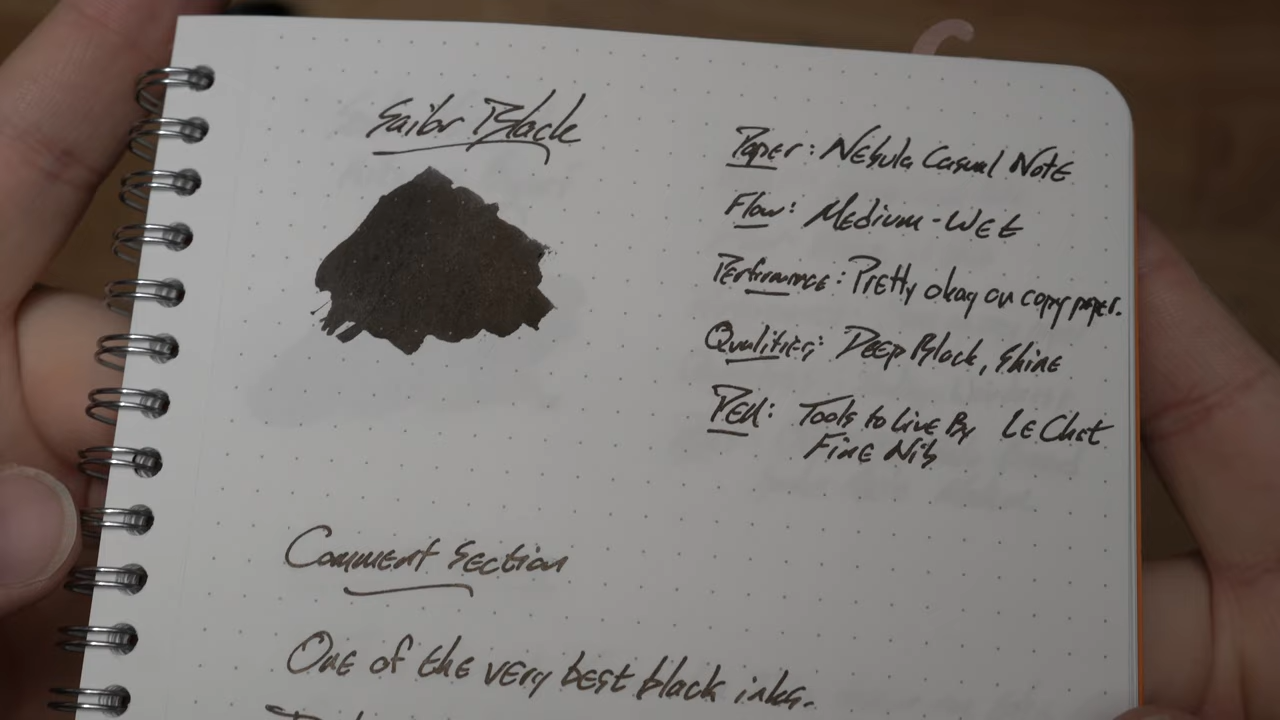 Sailor Black
Paper: Nebula Casual Note
Flow: Medium-Wet
Performance: Pretty okay on copy paper.
Qualities: Deep Black, Shine
Pen: Tools to Live By Le Chat
Fine Nib
Comment Section
One of the very best black inks.